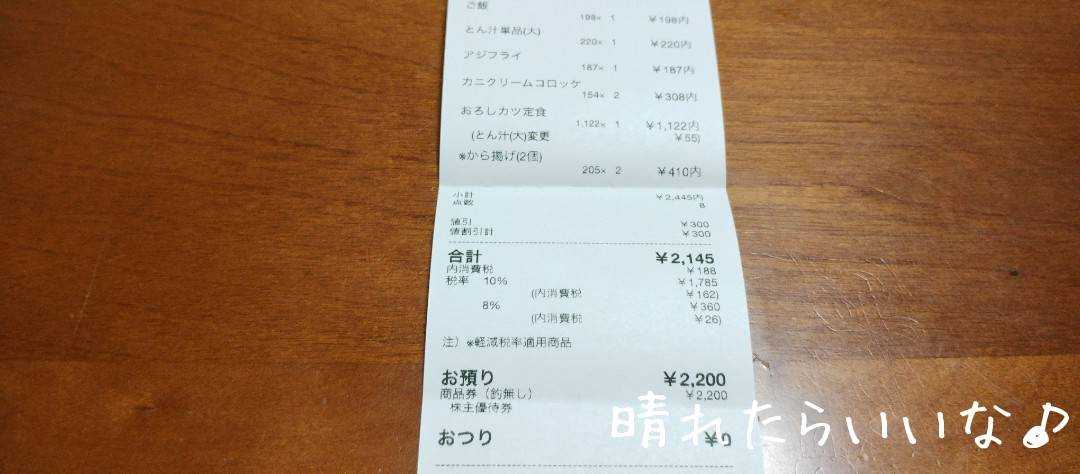 ご飯
198× 1 ¥198内
とん汁単品(大)
220× 1 ¥220内
アジフライ
187× 1 ¥187内
カニクリームコロッケ
154× 2 ¥308内
おろしカツ定食
1,122× 1 ¥1,122内
(とん汁(大)変更 ¥55)
※から揚げ(2個)
205× 2 ¥410内
小計 ¥2,445内
点数 8
値引 ¥300
値割引計 ¥300
合計 ¥2,145
内消費税 ¥188
税率 10% ¥1,785
(内消費税 ¥162)
8% ¥360
(内消費税 ¥26)
注）※軽減税率適用商品
お預り ¥2,200
商品券（釣無し） ¥2,200
株主優待券
おつり ¥0
晴れたらいいな♪